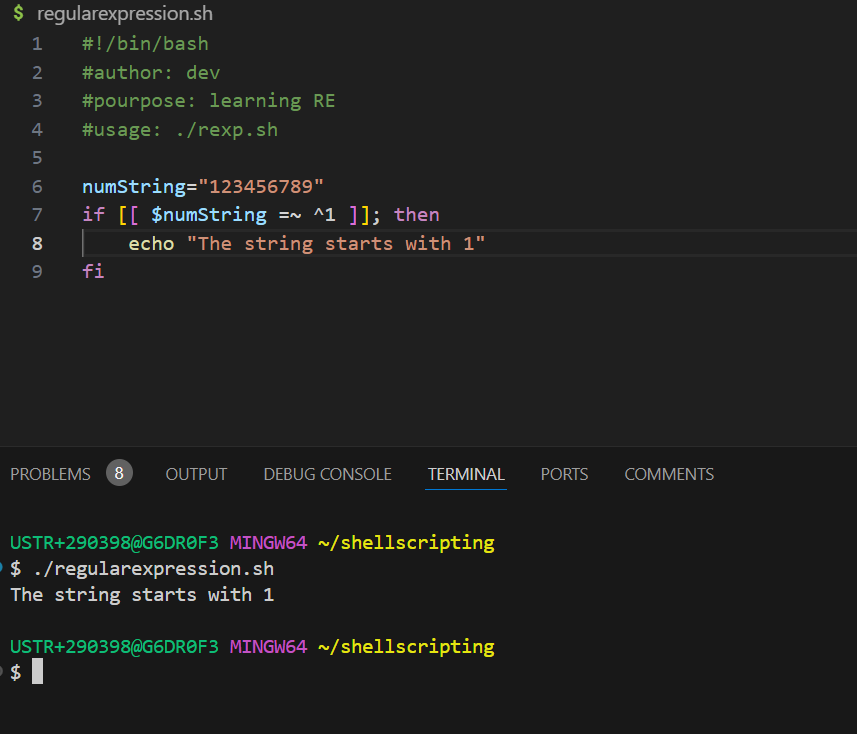 $ regularexpression.sh
1 #!/bin/bash
2 #author: dev
3 #pourpose: learning RE
4 #usage: ./rexp.sh
5
6 numString="123456789"
7 if [[ $numString =~ ^1 ]]; then
8     echo "The string starts with 1"
9 fi
PROBLEMS 8 OUTPUT DEBUG CONSOLE TERMINAL PORTS COMMENTS
USTR+290398@G6DR0F3 MINGW64 ~/shellscripting
$ ./regularexpression.sh
The string starts with 1
USTR+290398@G6DR0F3 MINGW64 ~/shellscripting
$